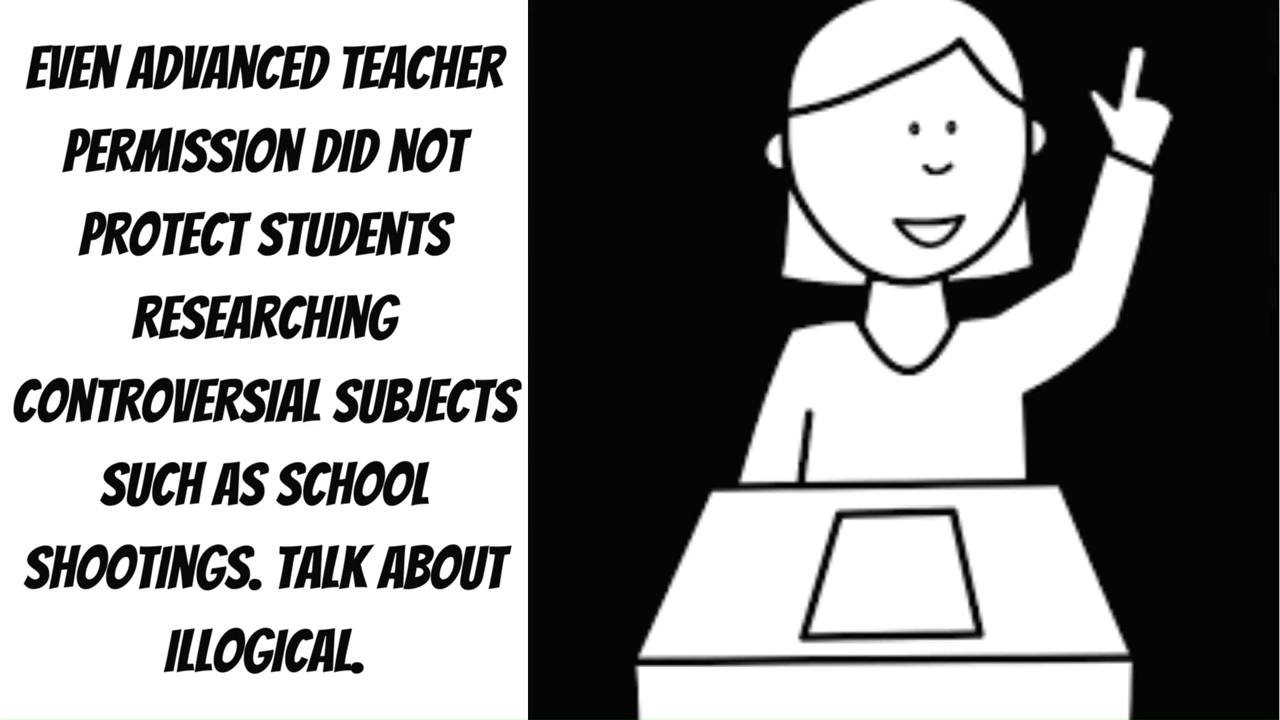 EVEN ADVANCED TEACHER
PERMISSION DID NOT
PROTECT STUDENTS
RESEARCHING
CONTROVERSIAL SUBJECTS
SUCH AS SCHOOL
SHOOTINGS. TALK ABOUT
ILLOGICAL.